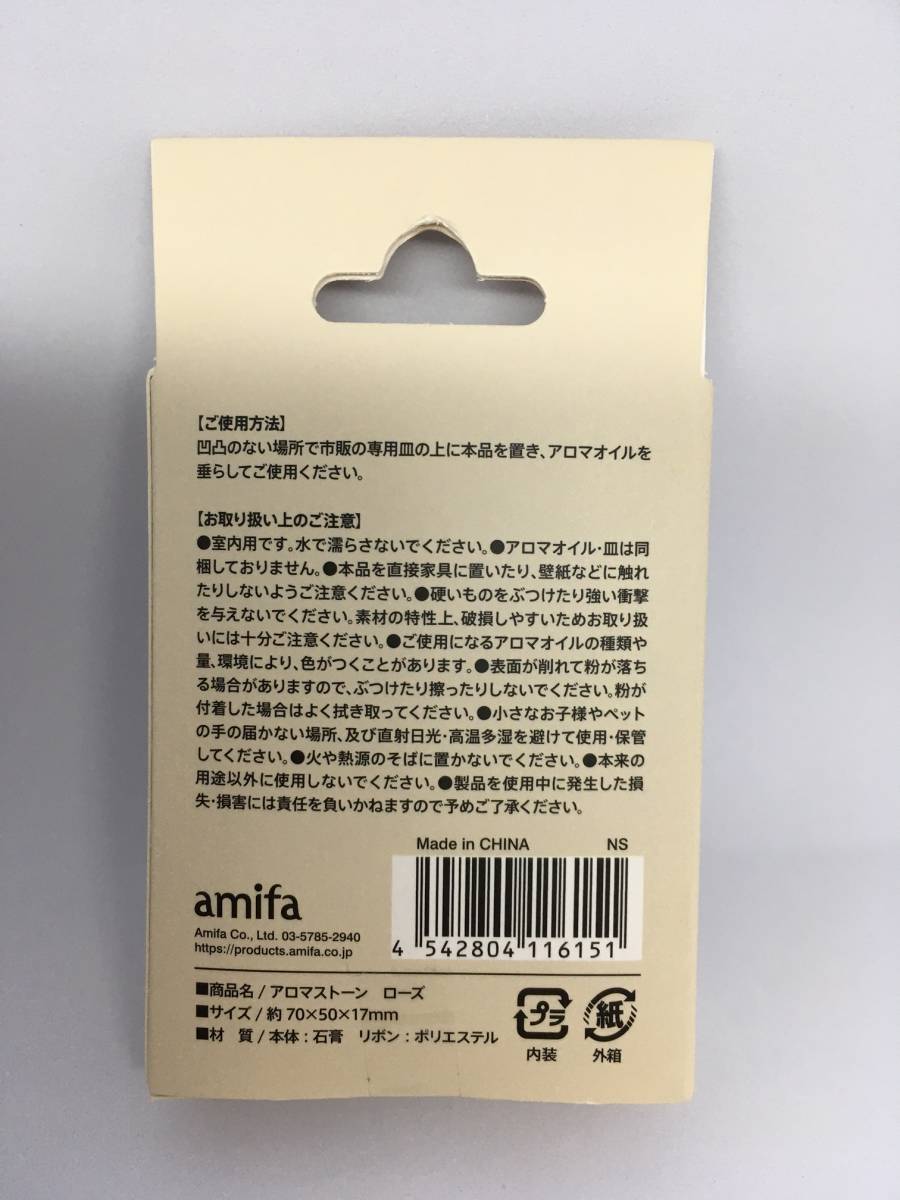 【ご使用方法】
凹凸のない場所で市販の専用皿の上に本品を置き、アロマオイルを
垂らしてご使用ください。
【お取り扱い上のご注意】
●室内用です。水で濡らさないでください。●アロマオイル・皿は同
梱しておりません。●本品を直接家具に置いたり、壁紙などに触れ
たりしないようご注意ください。●硬いものをぶつけたり強い衝撃
を与えないでください。素材の特性上、破損しやすいためお取り扱
いには十分ご注意ください。●ご使用になるアロマオイルの種類や
量、環境により、色がつくことがあります。●表面が削れて粉が落ち
る場合がありますので、ぶつけたり擦ったりしないでください。粉が
付着した場合はよく拭き取ってください。●小さなお子様やペット
の手の届かない場所、及び直射日光・高温多湿を避けて使用・保管
してください。●火や熱源のそばに置かないでください。●本来の
用途以外に使用しないでください。●製品を使用中に発生した損
失・損害には責任を負いかねますので予めご了承ください。
Made in CHINA NS
amifa
Amifa Co., Ltd. 03-5785-2940
https://products.amifa.co.jp
4 542804 116151
■商品名/アロマストーン ローズ
■サイズ/約70×50×17mm
■材 質/本体:石膏 リボン:ポリエステル
プラ 紙
内装 外箱